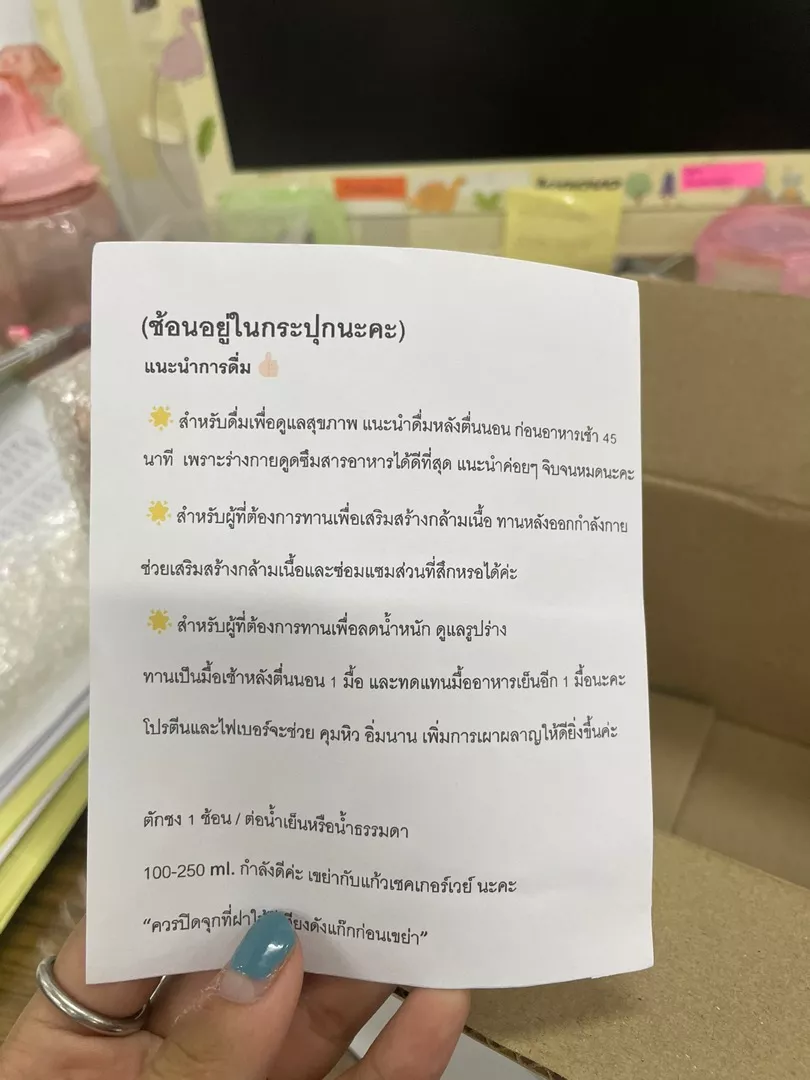 (ช้อนอยู่ในกระปุกนะคะ)
แนะนำการดื่ม 👍🏻
🌟 สำหรับดื่มเพื่อดูแลสุขภาพ แนะนำดื่มหลังตื่นนอน ก่อนอาหารเช้า 45
นาที เพราะร่างกายดูดซึมสารอาหารได้ดีที่สุด แนะนำค่อยๆ จิบจนหมดนะคะ
🌟 สำหรับผู้ที่ต้องการทานเพื่อเสริมสร้างกล้ามเนื้อ ทานหลังออกกำลังกาย
ช่วยเสริมสร้างกล้ามเนื้อและซ่อมแซมส่วนที่สึกหรอได้ค่ะ
🌟 สำหรับผู้ที่ต้องการทานเพื่อลดน้ำหนัก ดูแลรูปร่าง
ทานเป็นมื้อเช้าหลังตื่นนอน 1 มื้อ และทดแทนมื้ออาหารเย็นอีก 1 มื้อนะคะ
โปรตีนและไฟเบอร์จะช่วย คุมหิว อิ่มนาน เพิ่มการเผาผลาญให้ดียิ่งขึ้นค่ะ
ตักชง 1 ช้อน / ต่อน้ำเย็นหรือน้ำธรรมดา
100-250 ml. กำลังดีค่ะ เขย่ากับแก้วเชคเกอร์เวย์ นะคะ
“ควรปิดจุกที่ฝา ดังแก๊กก่อนเขย่า”